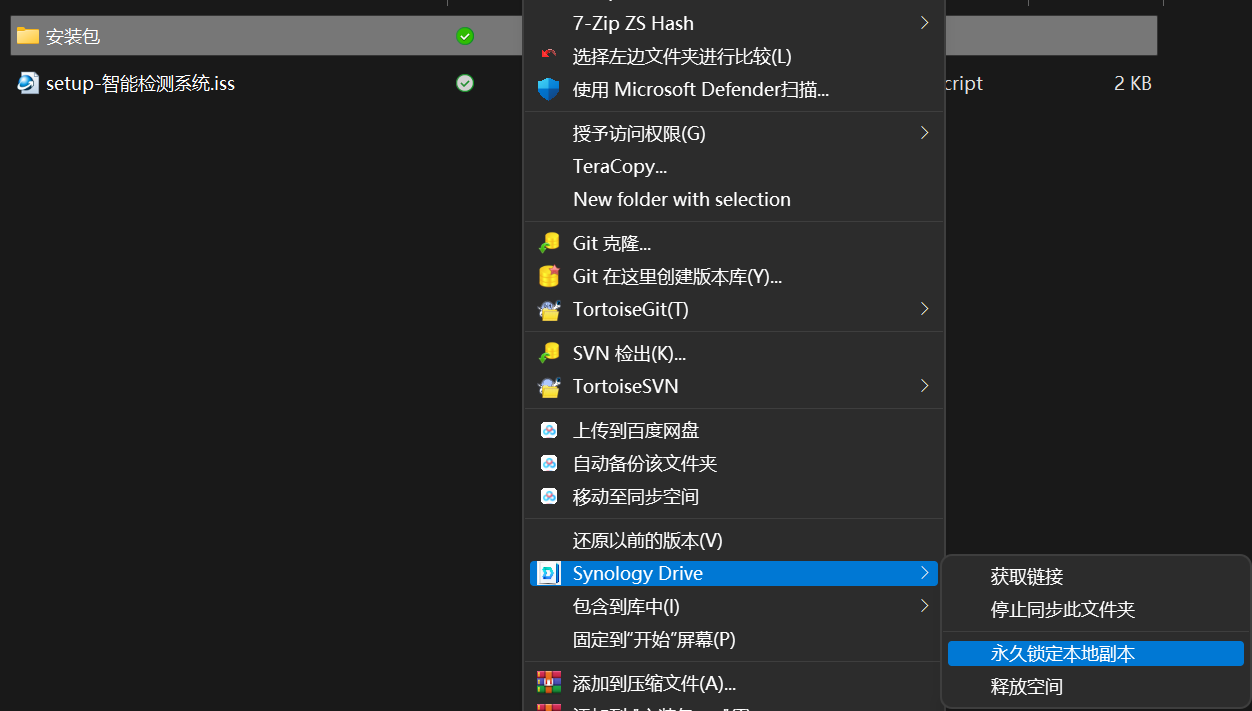 7-Zip ZS Hash
安装包
选择左边文件夹进行比较(L)
setup-智能检测系统.iss
cript
2 KB
使用 Microsoft Defender扫描...
授予访问权限(G)
TeraCopy...
New folder with selection
Git 克隆...
Git 在这里创建版本库(Y)...
TortoiseGit(T)
SVN 检出(K)...
TortoiseSVN
上传到百度网盘
自动备份该文件夹
移动至同步空间
还原以前的版本(V)
Synology Drive
包含到库中(I)
固定到“开始”屏幕(P)
添加到压缩文件(A)...
获取链接
停止同步此文件夹
永久锁定本地副本
释放空间